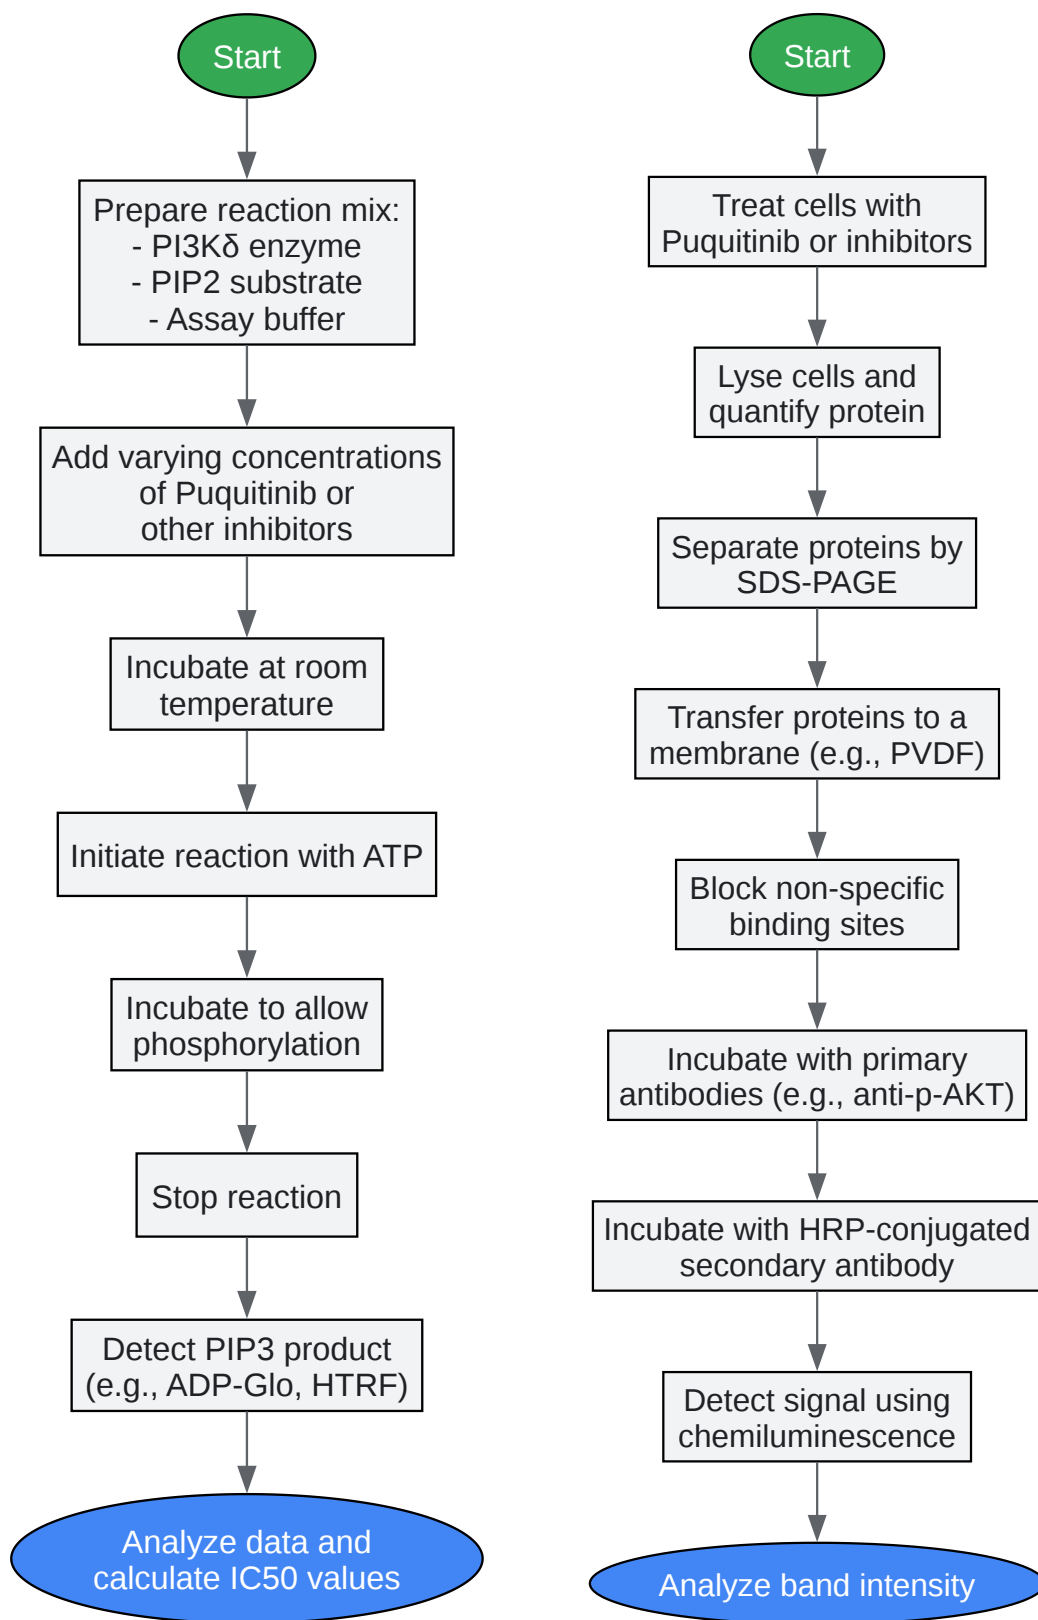 Start
Prepare reaction mix:
- PI3Kδ enzyme
- PIP2 substrate
- Assay buffer
Add varying concentrations
of Puquitinib or
other inhibitors
Incubate at room
temperature
Initiate reaction with ATP
Incubate to allow
phosphorylation
Stop reaction
Detect PIP3 product
(e.g., ADP-Glo, HTRF)
Analyze data and
calculate IC50 values
Start
Treat cells with
Puquitinib or inhibitors
Lyse cells and
quantify protein
Separate proteins by
SDS-PAGE
Transfer proteins to a
membrane (e.g., PVDF)
Block non-specific
binding sites
Incubate with primary
antibodies (e.g., anti-p-AKT)
Incubate with HRP-conjugated
secondary antibody
Detect signal using
chemiluminescence
Analyze band intensity